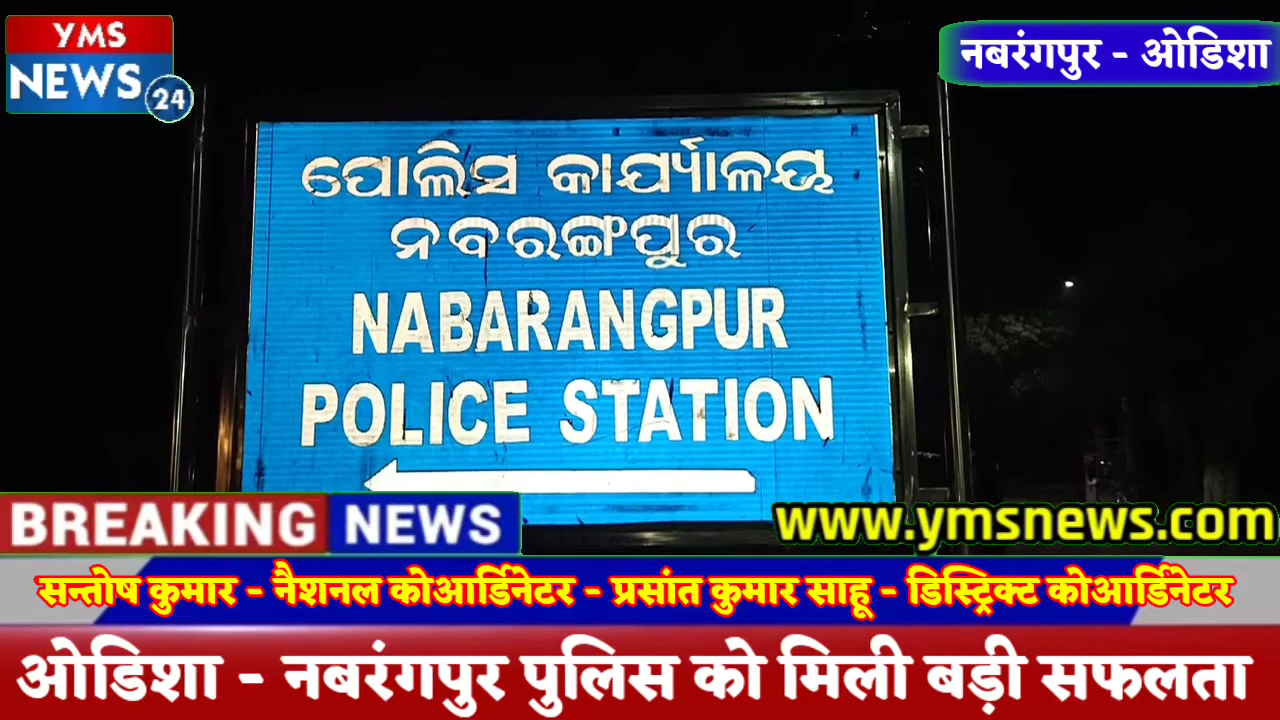 YMS
NEWS
24
नबरंगपुर - ओडिशा
ପୋଲିସ କାର୍ଯ୍ୟାଳୟ
ନବରଙ୍ଗପୁର
NABARANGPUR
POLICE STATION
BREAKING NEWS
www.ymsnews.com
सन्तोष कुमार - नैशनल कोआर्डिनेटर - प्रसांत कुमार साहू - डिस्ट्रिक्ट कोआर्डिनेटर
ओडिशा - नबरंगपुर पुलिस को मिली बड़ी सफलता